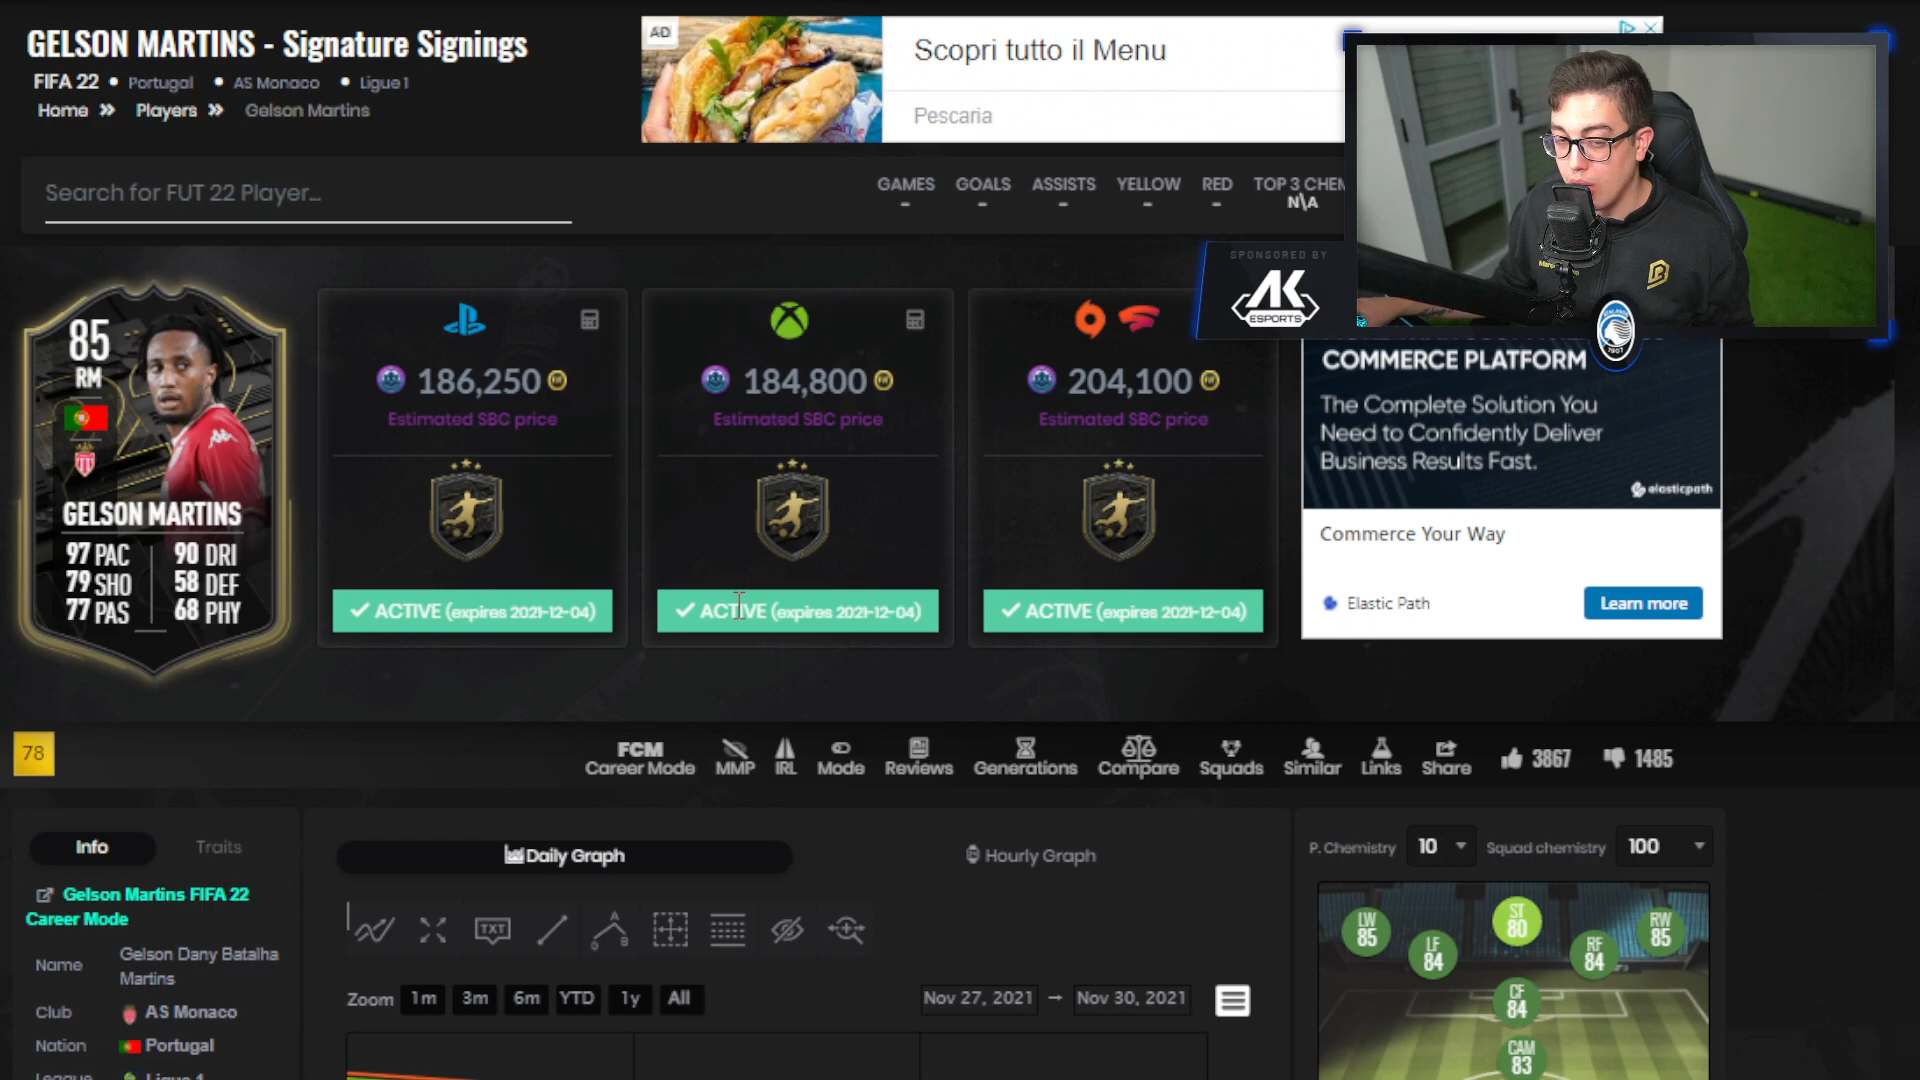 GELSON MARTINS - Signature Signings
FIFA 22 • Portugal • AS Monaco • Ligue 1
Home » Players » Gelson Martins
AD
Scopri tutto il Menu
Pescaria
Search for FUT 22 Player...
GAMES GOALS ASSISTS YELLOW RED TOP 3 CHEM
- - - - - N\A
SPONSORED BY
AK
ESPORTS
85
RM
GELSON MARTINS
97 PAC 90 DRI
79 SHO 58 DEF
77 PAS 68 PHY
186,250
Estimated SBC price
ACTIVE (expires 2021-12-04)
184,800
Estimated SBC price
ACTIVE (expires 2021-12-04)
204,100
Estimated SBC price
ACTIVE (expires 2021-12-04)
COMMERCE PLATFORM
The Complete Solution You
Need to Confidently Deliver
Business Results Fast.
elasticpath
Commerce Your Way
Elastic Path
Learn more
78
FCM
Career Mode MMP IRL Mode Reviews Generations Compare Squads Similar Links Share 3867 1485
Info Traits
Gelson Martins FIFA 22
Career Mode
Name Gelson Dany Batalha
Martins
Club AS Monaco
Nation Portugal
League Ligue 1
Daily Graph Hourly Graph
TXT
A
B
Zoom 1m 3m 6m YTD 1y All
Nov 27, 2021 → Nov 30, 2021
P. Chemistry 10 Squad chemistry 100
LW
85
LF
84
ST
80
RF
84
RW
85
CF
84
CAM
83